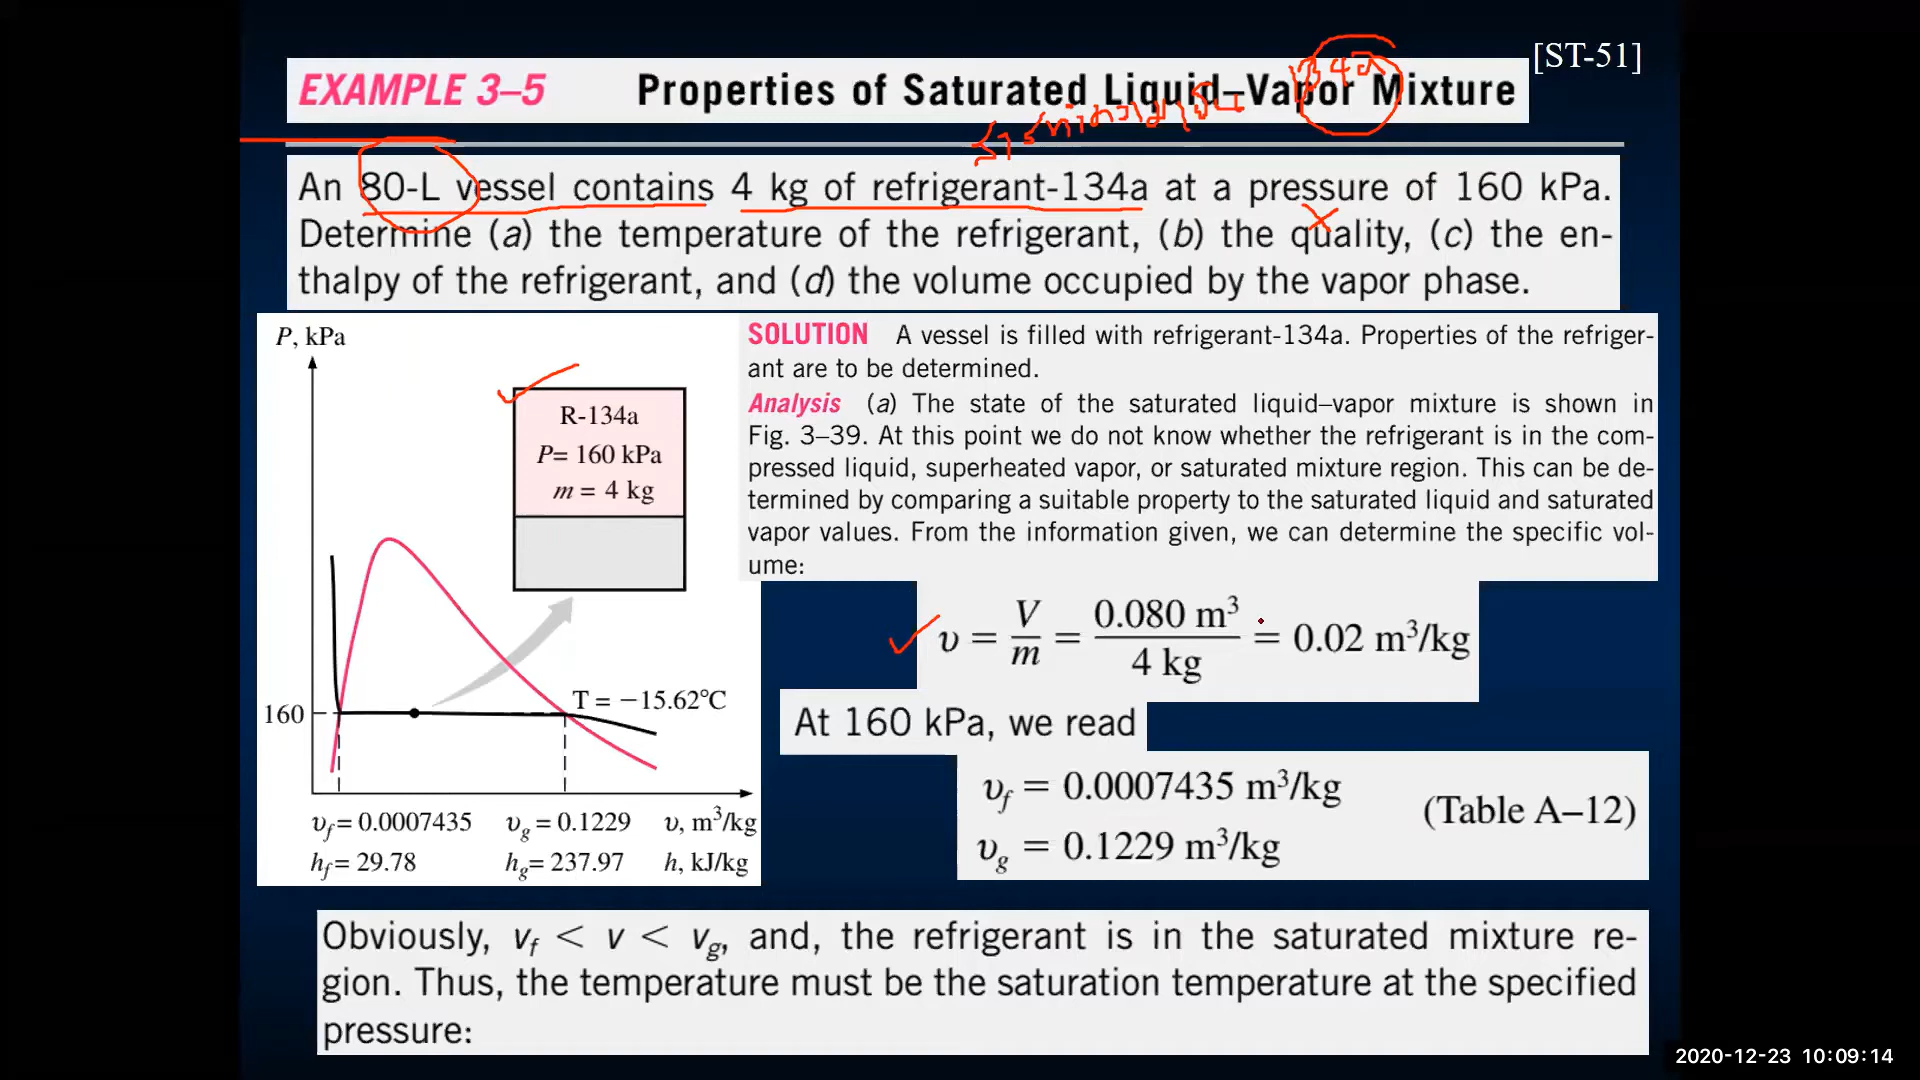 [ST-51]
EXAMPLE 3–5 Properties of Saturated Liquid–Vapor Mixture
134a
An 80-L vessel contains 4 kg of refrigerant-134a at a pressure of 160 kPa.
Determine (a) the temperature of the refrigerant, (b) the quality, (c) the en-
thalpy of the refrigerant, and (d) the volume occupied by the vapor phase.
P, kPa
R-134a
P= 160 kPa
m = 4 kg
T = −15.62°C
160
υf= 0.0007435 υg = 0.1229 υ, m³/kg
hf= 29.78 hg= 237.97 h, kJ/kg
SOLUTION A vessel is filled with refrigerant-134a. Properties of the refriger-
ant are to be determined.
Analysis (a) The state of the saturated liquid–vapor mixture is shown in
Fig. 3–39. At this point we do not know whether the refrigerant is in the com-
pressed liquid, superheated vapor, or saturated mixture region. This can be de-
termined by comparing a suitable property to the saturated liquid and saturated
vapor values. From the information given, we can determine the specific vol-
ume:
υ = V/m = 0.080 m³/4 kg = 0.02 m³/kg
At 160 kPa, we read
υf = 0.0007435 m³/kg
υg = 0.1229 m³/kg
(Table A–12)
Obviously, vf < v < vg, and, the refrigerant is in the saturated mixture re-
gion. Thus, the temperature must be the saturation temperature at the specified
pressure:
2020-12-23 10:09:14